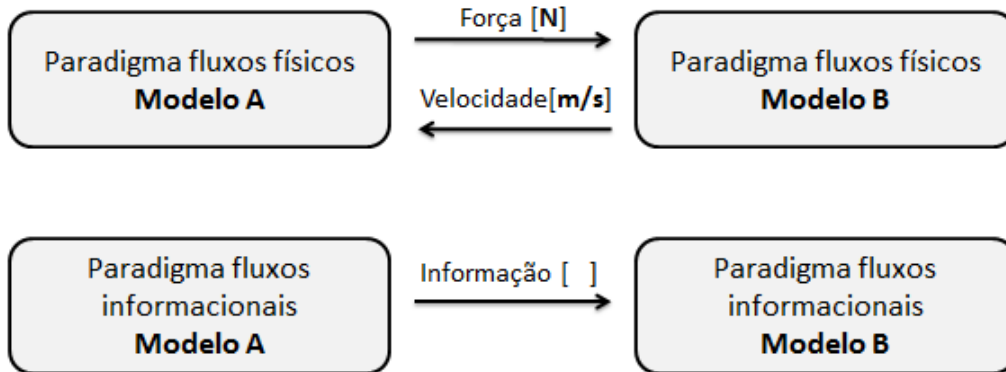 Força [N]
Paradigma fluxos físicos
Modelo A
Velocidade[m/s]
Paradigma fluxos físicos
Modelo B
Paradigma fluxos
informacionais
Modelo A
Informação [ ]
Paradigma fluxos
informacionais
Modelo B